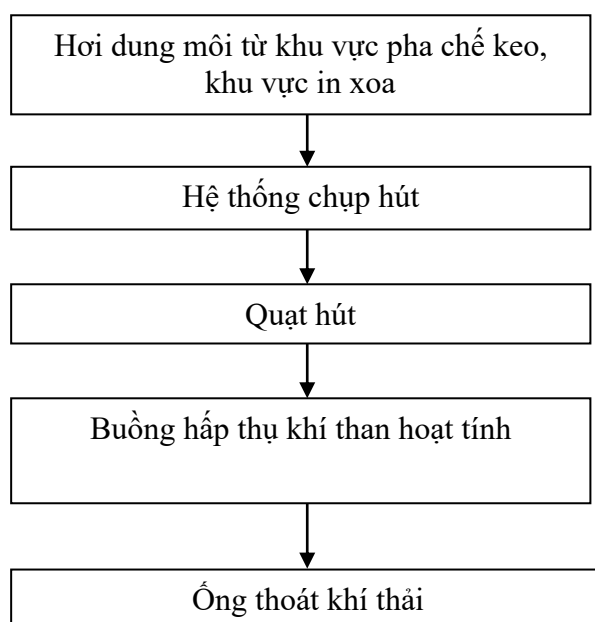 Hơi dung môi từ khu vực pha chế keo,
khu vực in xoa
Hệ thống chụp hút
Quạt hút
Buồng hấp thụ khí than hoạt tính
Ống thoát khí thải